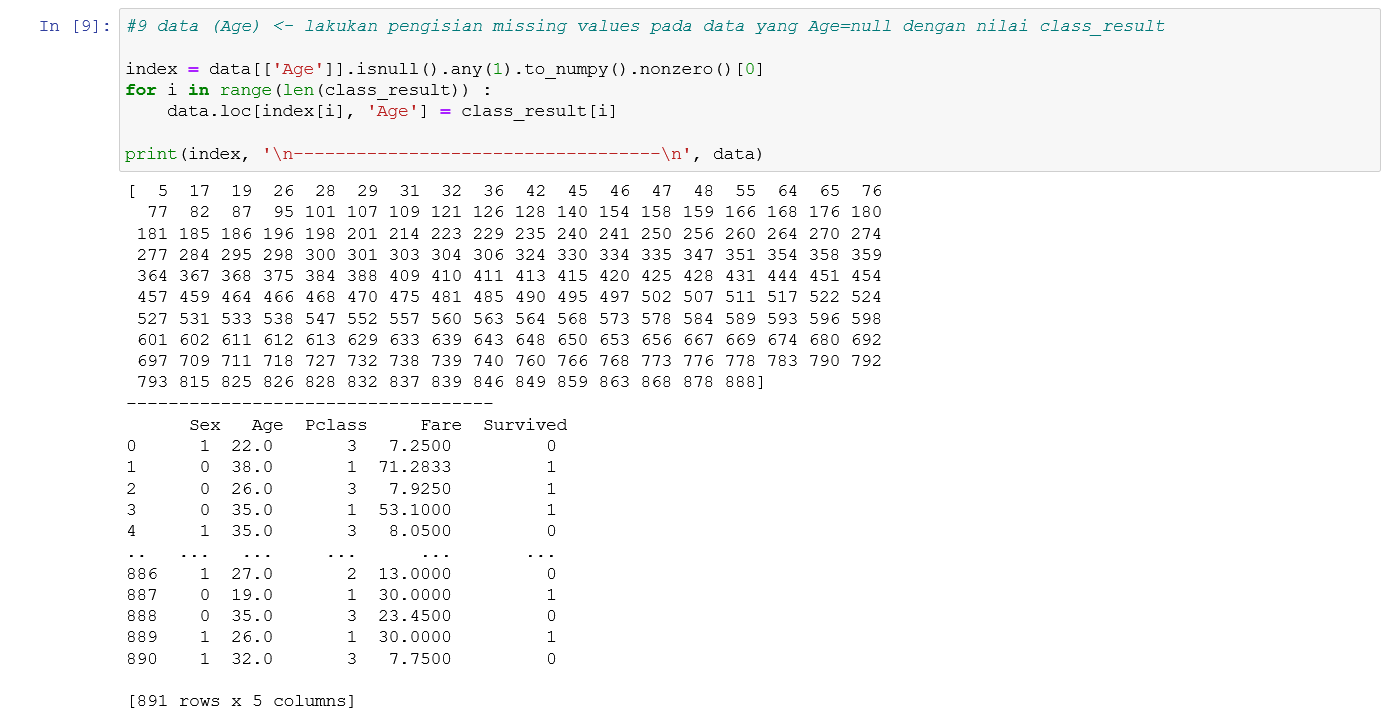 In [9]: #9 data (Age) <- lakukan pengisian missing values pada data yang Age=null dengan nilai class_result
index = data[['Age']].isnull().any(1).to_numpy().nonzero()[0]
for i in range(len(class_result)) :
    data.loc[index[i], 'Age'] = class_result[i]
print(index, '\n-----------------------------------\n', data)
[  5  17  19  26  28  29  31  32  36  42  45  46  47  48  55  64  65  76
  77  82  87  95 101 107 109 121 126 128 140 154 158 159 166 168 176 180
 181 185 186 196 198 201 214 223 229 235 240 241 250 256 260 264 270 274
 277 284 295 298 300 301 303 304 306 324 330 334 335 347 351 354 358 359
 364 367 368 375 384 388 409 410 411 413 415 420 425 428 431 444 451 454
 457 459 464 466 468 470 475 481 485 490 495 497 502 507 511 517 522 524
 527 531 533 538 547 552 557 560 563 564 568 573 578 584 589 593 596 598
 601 602 611 612 613 629 633 639 643 648 650 653 656 667 669 674 680 692
 697 709 711 718 727 732 738 739 740 760 766 768 773 776 778 783 790 792
 793 815 825 826 828 832 837 839 846 849 859 863 868 878 888]
-----------------------------------
      Sex   Age  Pclass     Fare  Survived
0      1  22.0       3   7.2500         0
1      0  38.0       1  71.2833         1
2      0  26.0       3   7.9250         1
3      0  35.0       1  53.1000         1
4      1  35.0       3   8.0500         0
..   ...   ...     ...      ...       ...
886    1  27.0       2  13.0000         0
887    0  19.0       1  30.0000         1
888    0  35.0       3  23.4500         0
889    1  26.0       1  30.0000         1
890    1  32.0       3   7.7500         0
[891 rows x 5 columns]